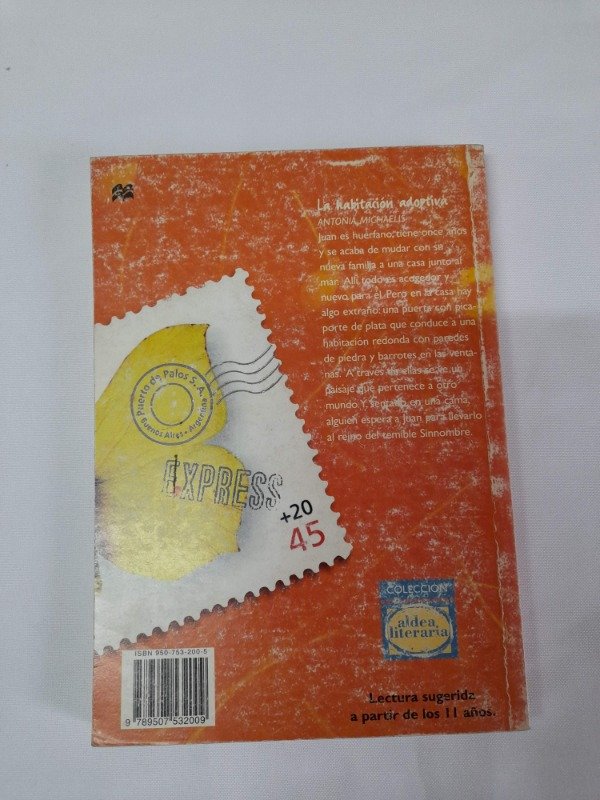 La habitación adoptiva
ANTONIA MICHAELIS
Juan es huérfano, tiene once años
y se acaba de mudar con su
nueva familia a una casa junto al
mar. Allí todo es acogedor y
nuevo para él. Pero en la casa hay
algo extraño: una puerta con pica-
porte de plata que conduce a una
habitación redonda con paredes
de piedra y barrotes en las venta-
nas. A través de ellas se ve un
paisaje que pertenece a otro
mundo. Y sentado en una cama,
alguien espera a Juan para llevarlo
al reino del temible Sinnombre.
Puerto de Palos S.A.
Buenos Aires - Argentina
EXPRESS
+20
45
COLECCIÓN
aldea
literaria
ISBN 950-753-200-5
9 789507 532009
Lectura sugerida
a partir de los 11 años.